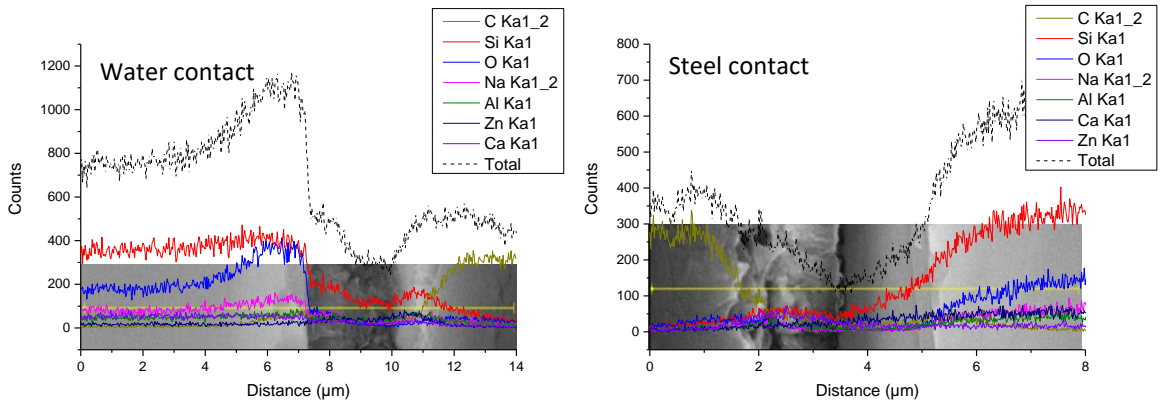 Water contact
C Ka1_2
Si Ka1
O Ka1
Na Ka1_2
Al Ka1
Zn Ka1
Ca Ka1
Total
Counts
1200
1000
800
600
400
200
0
0 2 4 6 8 10 12 14
Distance (µm)
Steel contact
C Ka1_2
Si Ka1
O Ka1
Na Ka1_2
Al Ka1
Ca Ka1
Zn Ka1
Total
Counts
800
700
600
500
400
300
200
100
0
0 2 4 6 8
Distance (µm)